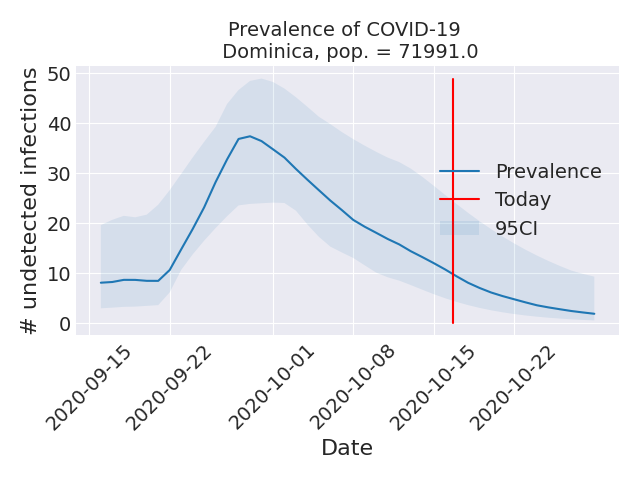 Prevalence of COVID-19
Dominica, pop. = 71991.0
# undetected infections
50
40
30
20
10
0
Prevalence
Today
95CI
2020-09-15
2020-09-22
2020-10-01
2020-10-08
2020-10-15
2020-10-22
Date